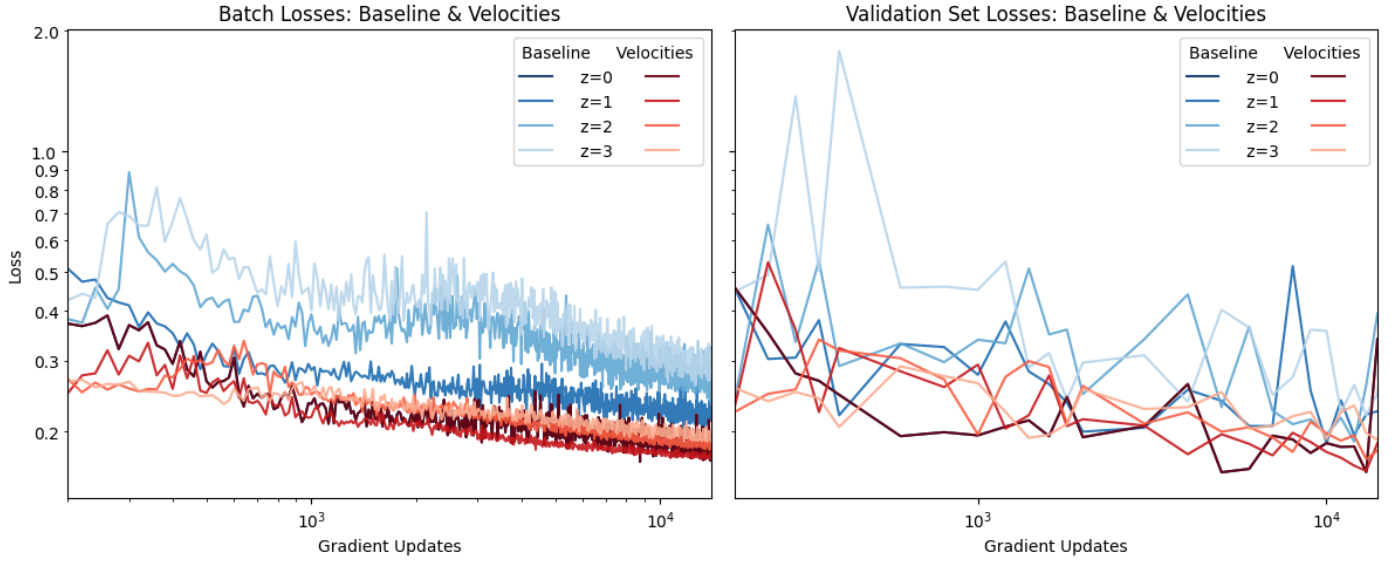 Batch Losses: Baseline & Velocities
Loss
2.0
1.0
0.9
0.8
0.7
0.6
0.5
0.4
0.3
0.2
Baseline Velocities
z=0
z=1
z=2
z=3
10³
10⁴
Gradient Updates
Validation Set Losses: Baseline & Velocities
Baseline Velocities
z=0
z=1
z=2
z=3
10³
10⁴
Gradient Updates